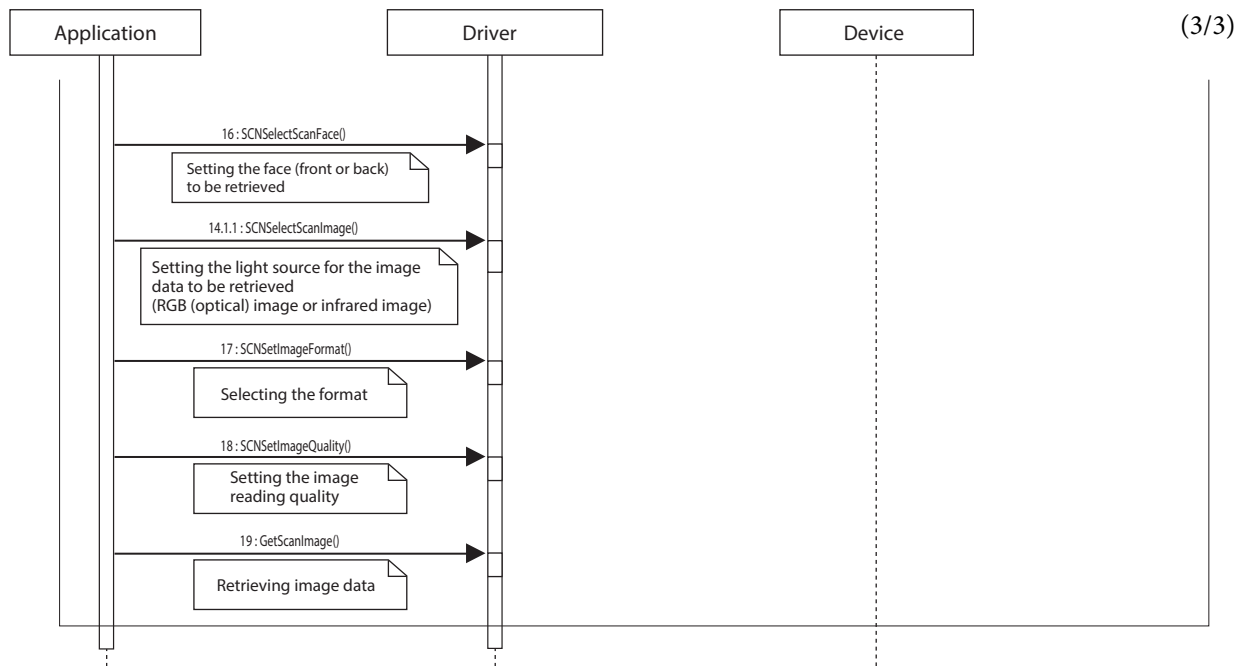 Application
Driver
Device
(3/3)
16 : SCNSelectScanFace()
Setting the face (front or back)
to be retrieved
14.1.1 : SCNSelectScanImage()
Setting the light source for the image
data to be retrieved
(RGB (optical) image or infrared image)
17 : SCNSetImageFormat()
Selecting the format
18 : SCNSetImageQuality()
Setting the image
reading quality
19 : GetScanImage()
Retrieving image data